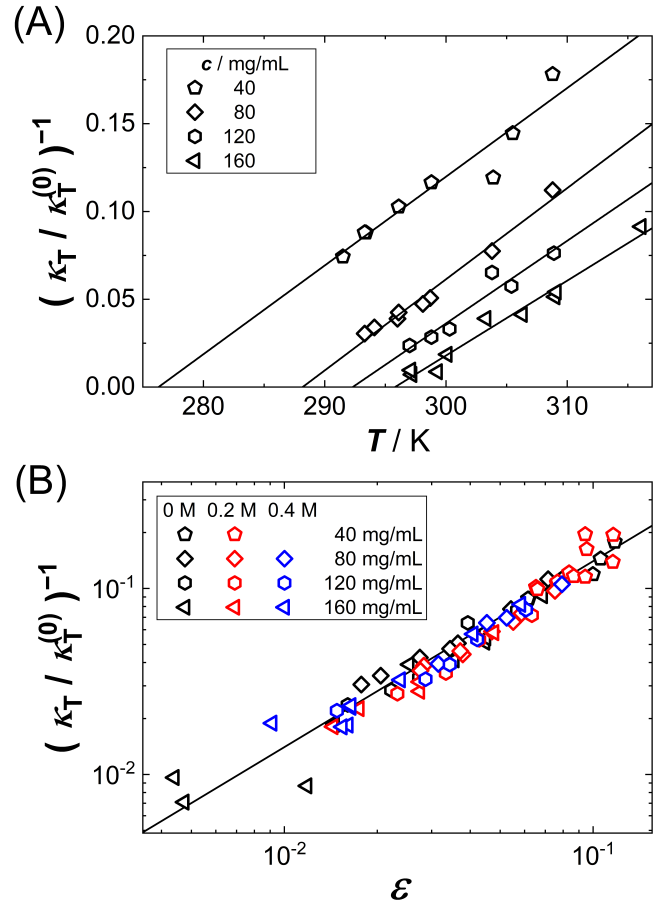 (A)
0.20
0.15
0.10
0.05
0.00
( κT / κT(0) )−1
c / mg/mL
40
80
120
160
280 290 300 310
T / K
(B)
0 M 0.2 M 0.4 M
40 mg/mL
80 mg/mL
120 mg/mL
160 mg/mL
10-1
10-2
( κT / κT(0) )−1
10-2 10-1
ε